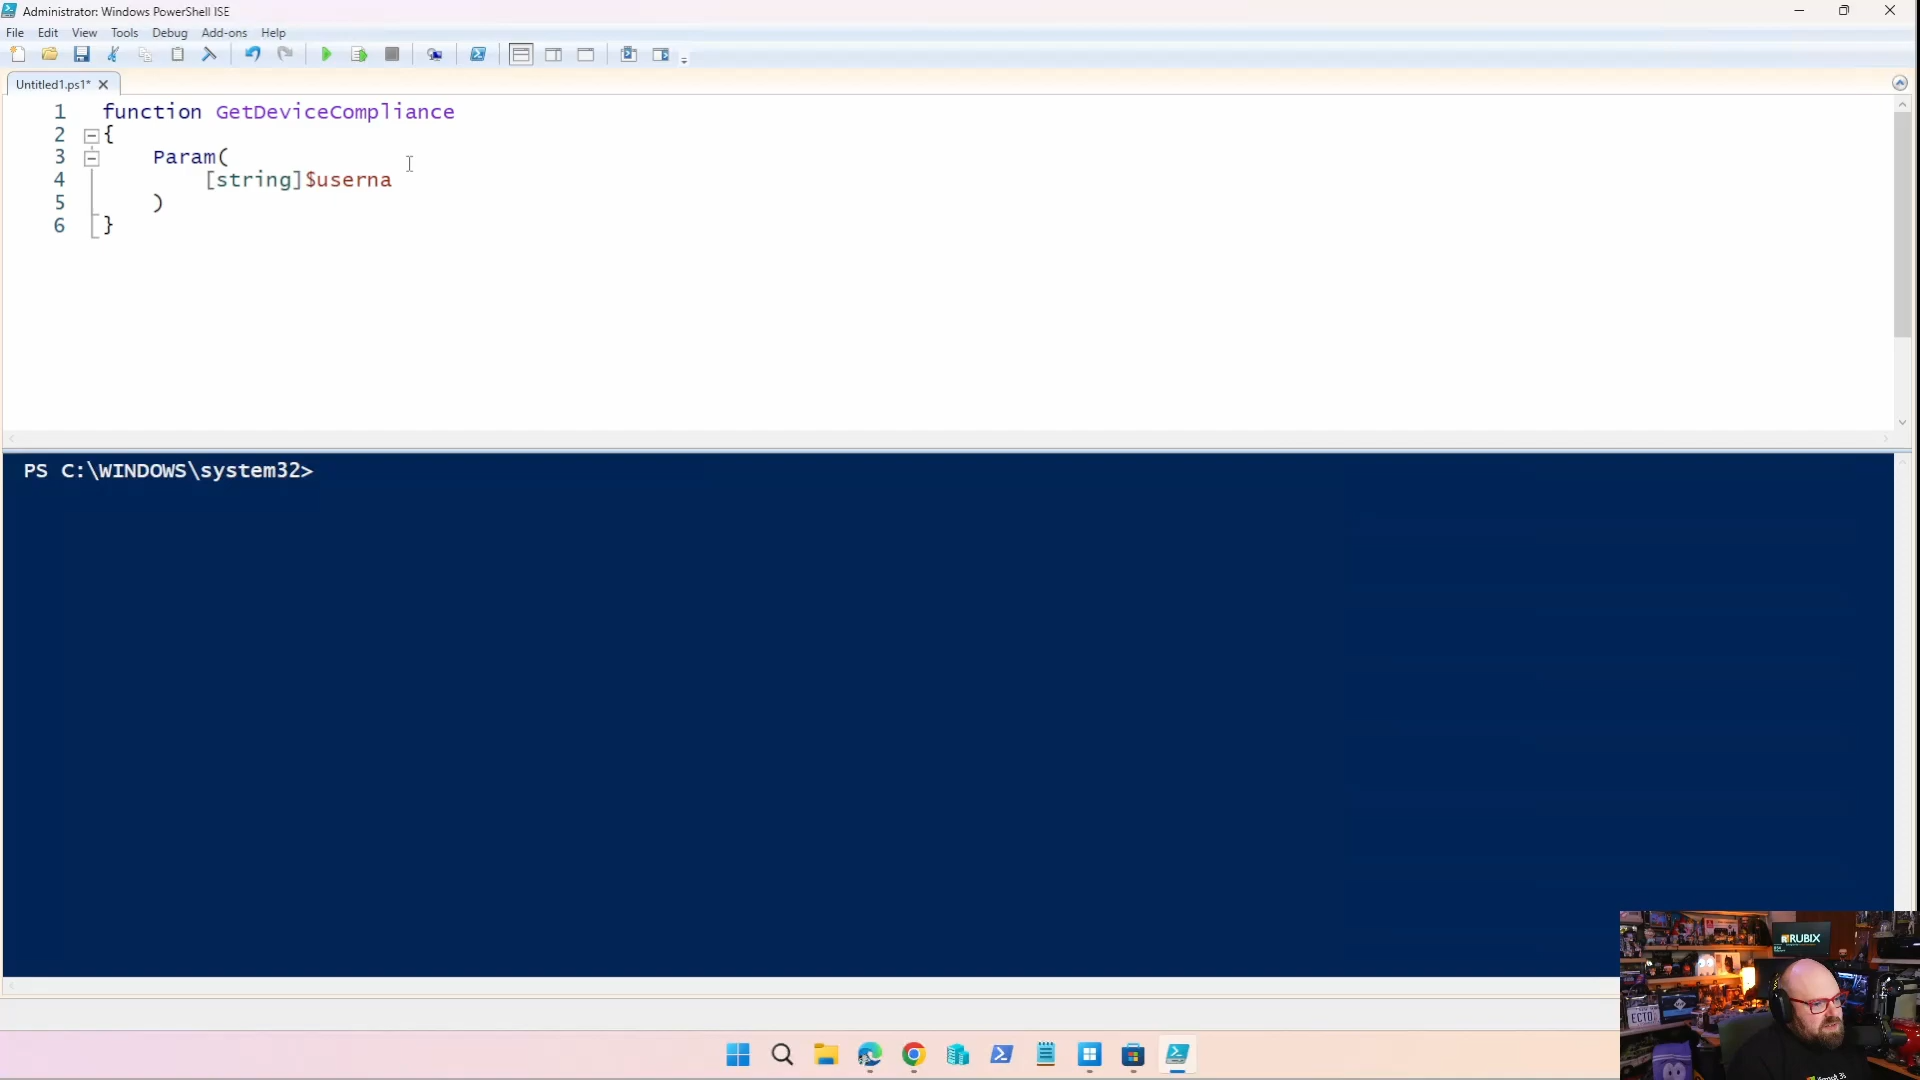 Administrator: Windows PowerShell ISE
File Edit View Tools Debug Add-ons Help
Untitled1.ps1*
1 function GetDeviceCompliance
2 {
3 Param(
4 [string]$userna
5 )
6 }
PS C:\WINDOWS\system32>
RUBIX
ECTO